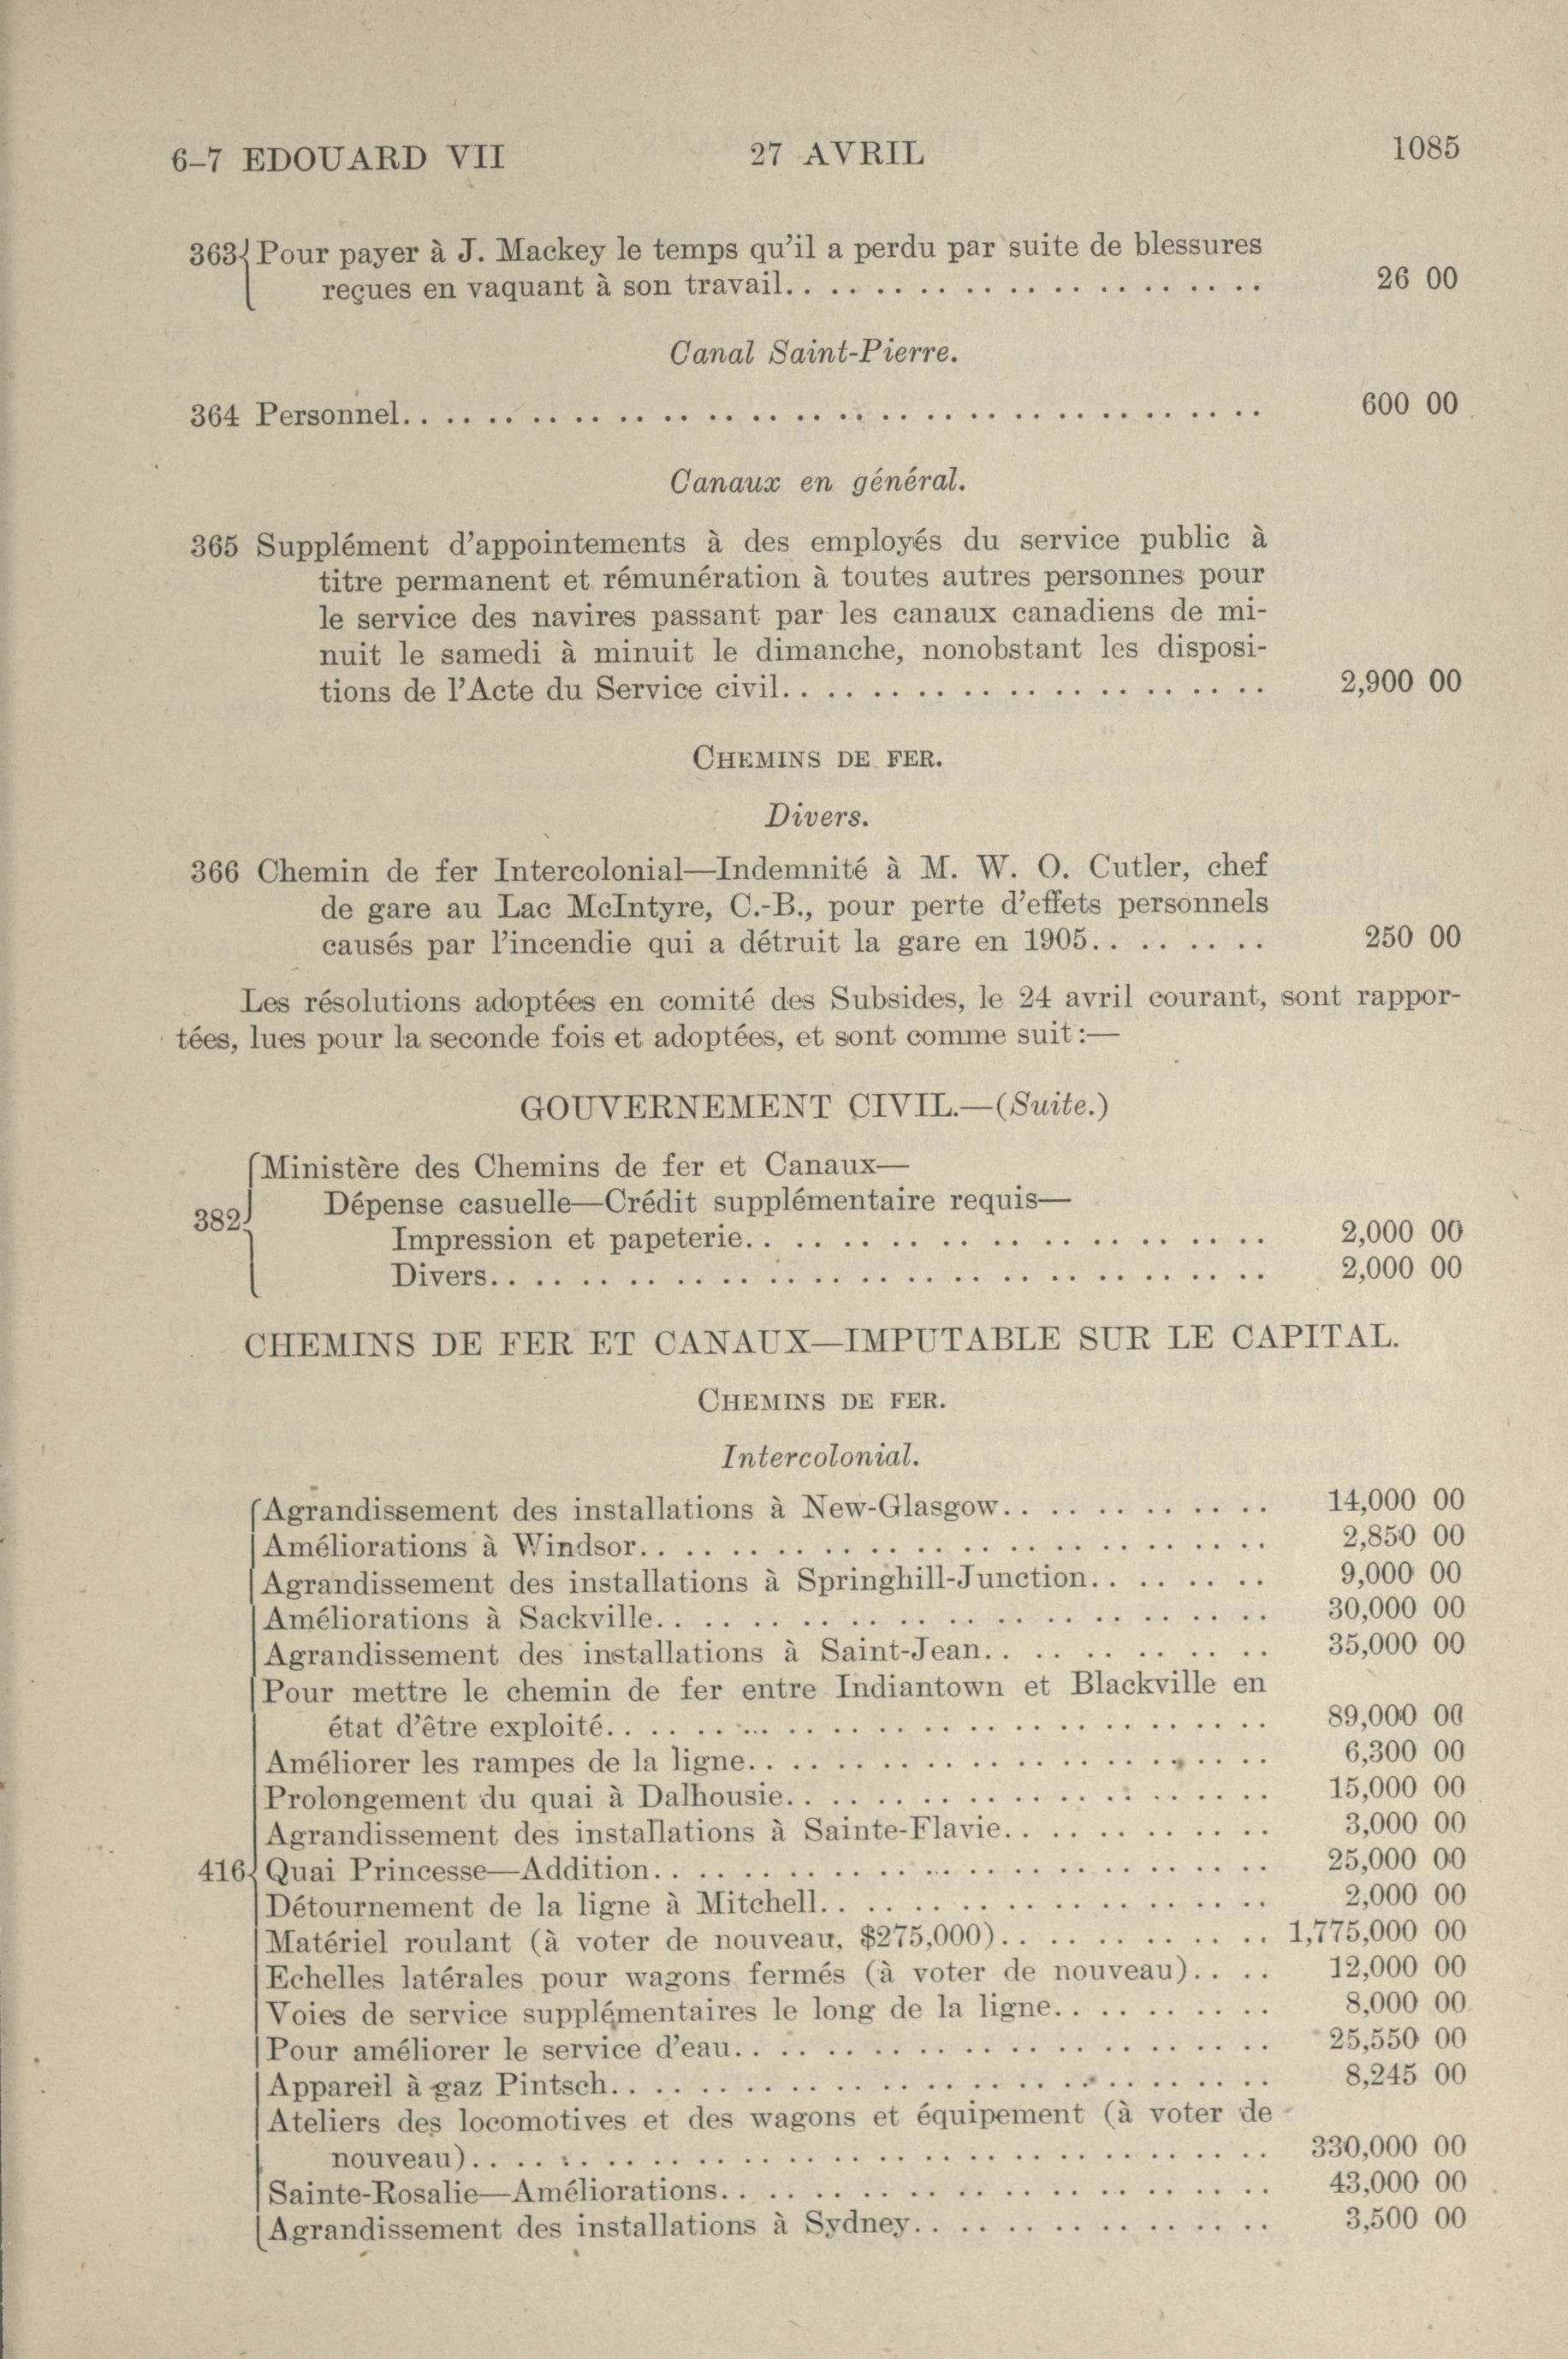 6–7 EDOUARD VII 27 AVRIL 1085
363 { Pour payer à J. Mackey le temps qu'il a perdu par suite de blessures
reçues en vaquant à son travail. . . . . . . . . . . . . . . . . . . . . 26 00
Canal Saint-Pierre.
364 Personnel. . . . . . . . . . . . . . . . . . . . . . . . . . . . . . . . . . . . . . . 600 00
Canaux en général.
365 Supplément d'appointements à des employés du service public à
titre permanent et rémunération à toutes autres personnes pour
le service des navires passant par les canaux canadiens de mi-
nuit le samedi à minuit le dimanche, nonobstant les disposi-
tions de l'Acte du Service civil. . . . . . . . . . . . . . . . . . . . . 2,900 00
CHEMINS DE FER.
Divers.
366 Chemin de fer Intercolonial—Indemnité à M. W. O. Cutler, chef
de gare au Lac McIntyre, C.-B., pour perte d'effets personnels
causés par l'incendie qui a détruit la gare en 1905. . . . . . . . 250 00
Les résolutions adoptées en comité des Subsides, le 24 avril courant, sont rappor-
tées, lues pour la seconde fois et adoptées, et sont comme suit:—
GOUVERNEMENT CIVIL.—(Suite.)
Ministère des Chemins de fer et Canaux—
382 { Dépense casuelle—Crédit supplémentaire requis—
Impression et papeterie. . . . . . . . . . . . . . . . . . . . . . 2,000 00
Divers. . . . . . . . . . . . . . . . . . . . . . . . . . . . . . . . . . 2,000 00
CHEMINS DE FER ET CANAUX—IMPUTABLE SUR LE CAPITAL.
CHEMINS DE FER.
Intercolonial.
Agrandissement des installations à New-Glasgow. . . . . . . . . . . . 14,000 00
Améliorations à Windsor. . . . . . . . . . . . . . . . . . . . . . . . . . . . 2,850 00
Agrandissement des installations à Springhill-Junction. . . . . . . . 9,000 00
Améliorations à Sackville. . . . . . . . . . . . . . . . . . . . . . . . . . . 30,000 00
Agrandissement des installations à Saint-Jean. . . . . . . . . . . . . 35,000 00
Pour mettre le chemin de fer entre Indiantown et Blackville en
état d'être exploité. . . . . . . . . . . . . . . . . . . . . . . . . . . . . 89,000 00
Améliorer les rampes de la ligne. . . . . . . . . . . . . . . . . . . . . . . 6,300 00
Prolongement du quai à Dalhousie. . . . . . . . . . . . . . . . . . . . . 15,000 00
Agrandissement des installations à Sainte-Flavie. . . . . . . . . . . . 3,000 00
416 { Quai Princesse—Addition. . . . . . . . . . . . . . . . . . . . . . . . . . . 25,000 00
Détournement de la ligne à Mitchell. . . . . . . . . . . . . . . . . . . . 2,000 00
Matériel roulant (à voter de nouveau, $275,000). . . . . . . . . . . . 1,775,000 00
Echelles latérales pour wagons fermés (à voter de nouveau). . . . 12,000 00
Voies de service supplémentaires le long de la ligne. . . . . . . . . . 8,000 00
Pour améliorer le service d'eau. . . . . . . . . . . . . . . . . . . . . . . . 25,550 00
Appareil à gaz Pintsch. . . . . . . . . . . . . . . . . . . . . . . . . . . . . 8,245 00
Ateliers des locomotives et des wagons et équipement (à voter de
nouveau). . . . . . . . . . . . . . . . . . . . . . . . . . . . . . . . . . . 330,000 00
Sainte-Rosalie—Améliorations. . . . . . . . . . . . . . . . . . . . . . . . 43,000 00
Agrandissement des installations à Sydney. . . . . . . . . . . . . . . . 3,500 00